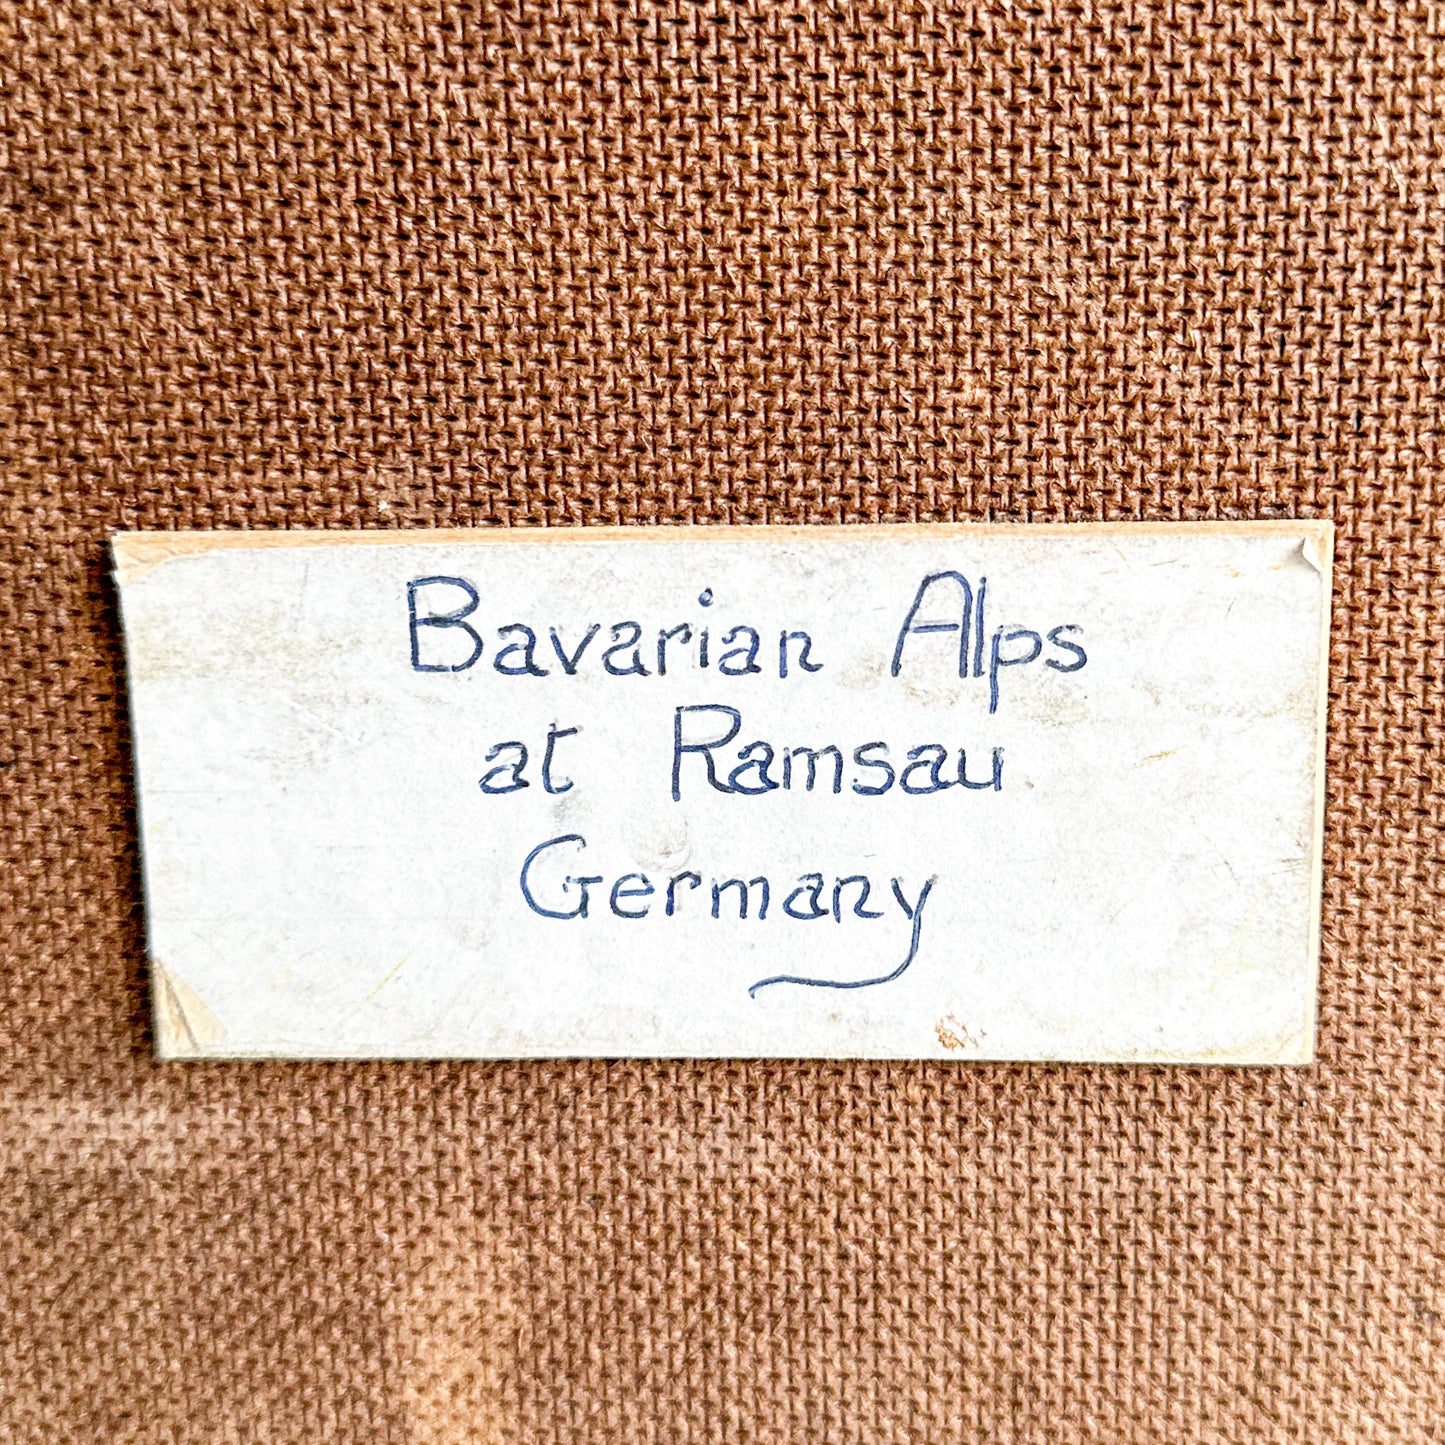 Bavarian Alps
at Ramsau
Germany